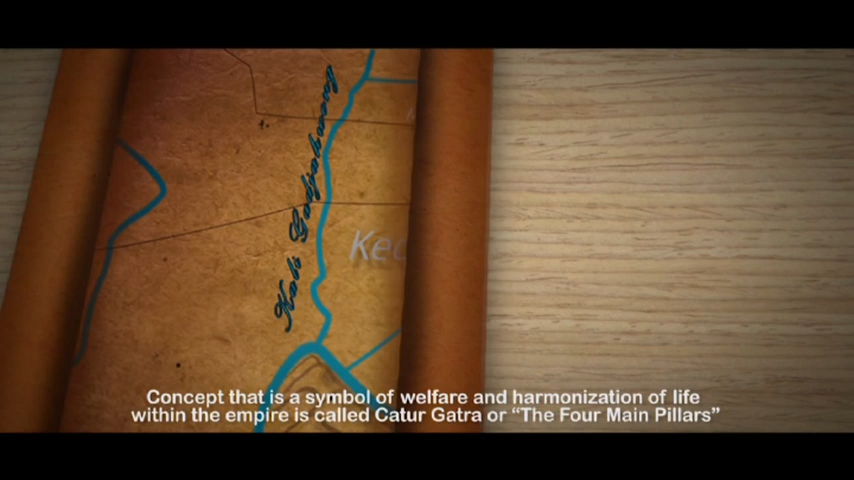 Kali Gadjahwong
Kec
Concept that is a symbol of welfare and harmonization of life
within the empire is called Catur Gatra or “The Four Main Pillars”